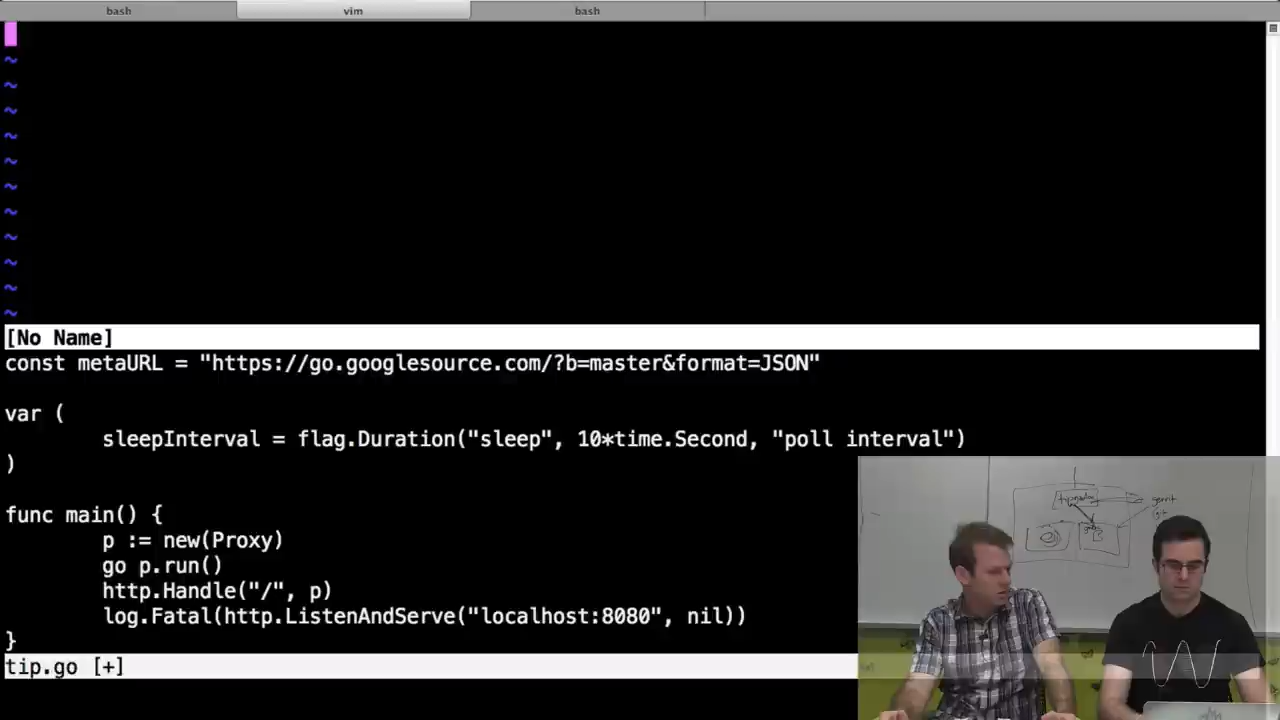 bash vim bash
~
~
~
~
~
~
~
~
~
~
~
[No Name]
const metaURL = "https://go.googlesource.com/?b=master&format=JSON"
var (
sleepInterval = flag.Duration("sleep", 10*time.Second, "poll interval")
)
func main() {
p := new(Proxy)
go p.run()
http.Handle("/", p)
log.Fatal(http.ListenAndServe("localhost:8080", nil))
}
tip.go [+]
gerrit